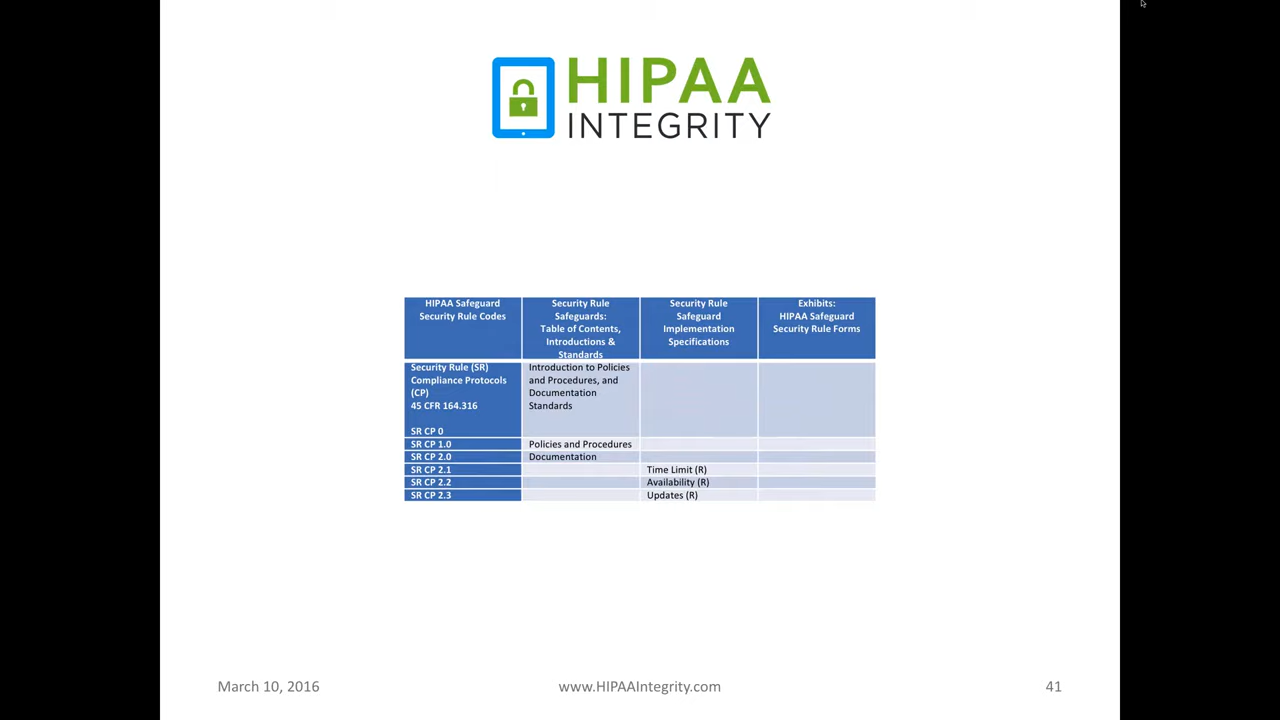 HIPAA
INTEGRITY
HIPAA Safeguard
Security Rule Codes
Security Rule
Safeguards:
Table of Contents,
Introductions &
Standards
Security Rule
Safeguard
Implementation
Specifications
Exhibits:
HIPAA Safeguard
Security Rule Forms
Security Rule (SR)
Compliance Protocols
(CP)
45 CFR 164.316
SR CP 0
Introduction to Policies
and Procedures, and
Documentation
Standards
SR CP 1.0
Policies and Procedures
SR CP 2.0
Documentation
SR CP 2.1
Time Limit (R)
SR CP 2.2
Availability (R)
SR CP 2.3
Updates (R)
March 10, 2016
www.HIPAAIntegrity.com
41